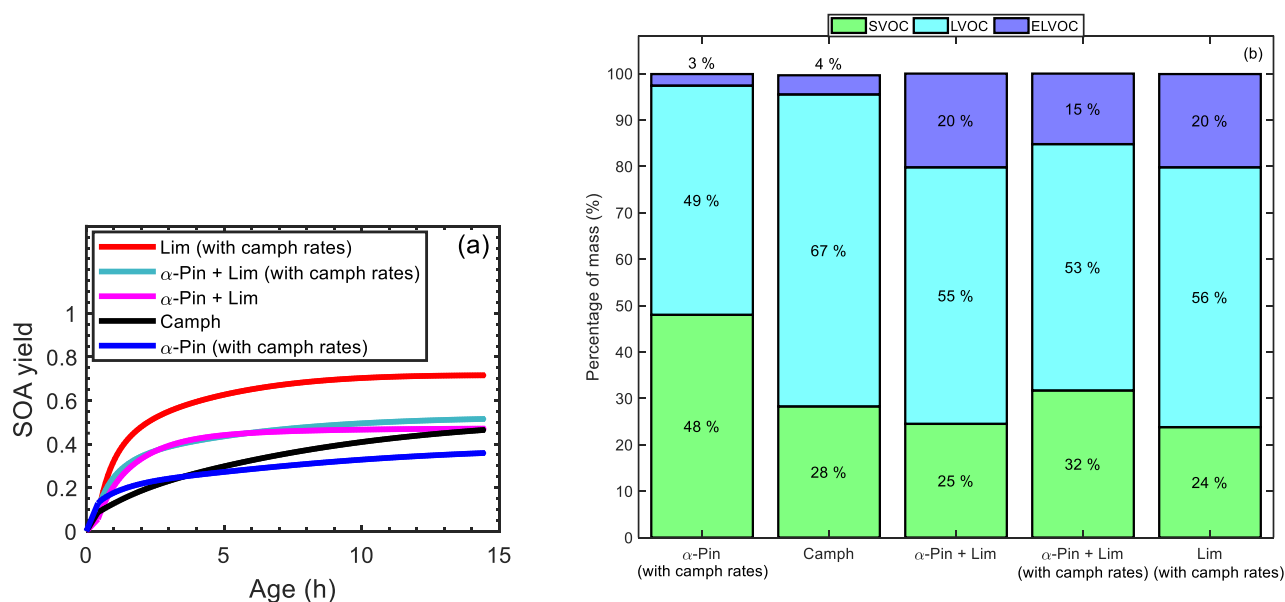 (a)
Lim (with camph rates)
α-Pin + Lim (with camph rates)
α-Pin + Lim
Camph
α-Pin (with camph rates)
SOA yield
1
0.8
0.6
0.4
0.2
0
0 5 10 15
Age (h)
SVOC LVOC ELVOC
(b)
Percentage of mass (%)
100
90
80
70
60
50
40
30
20
10
0
3 %
49 %
48 %
4 %
67 %
28 %
20 %
55 %
25 %
15 %
53 %
32 %
20 %
56 %
24 %
α-Pin
(with camph rates)
Camph
α-Pin + Lim
α-Pin + Lim
(with camph rates)
Lim
(with camph rates)